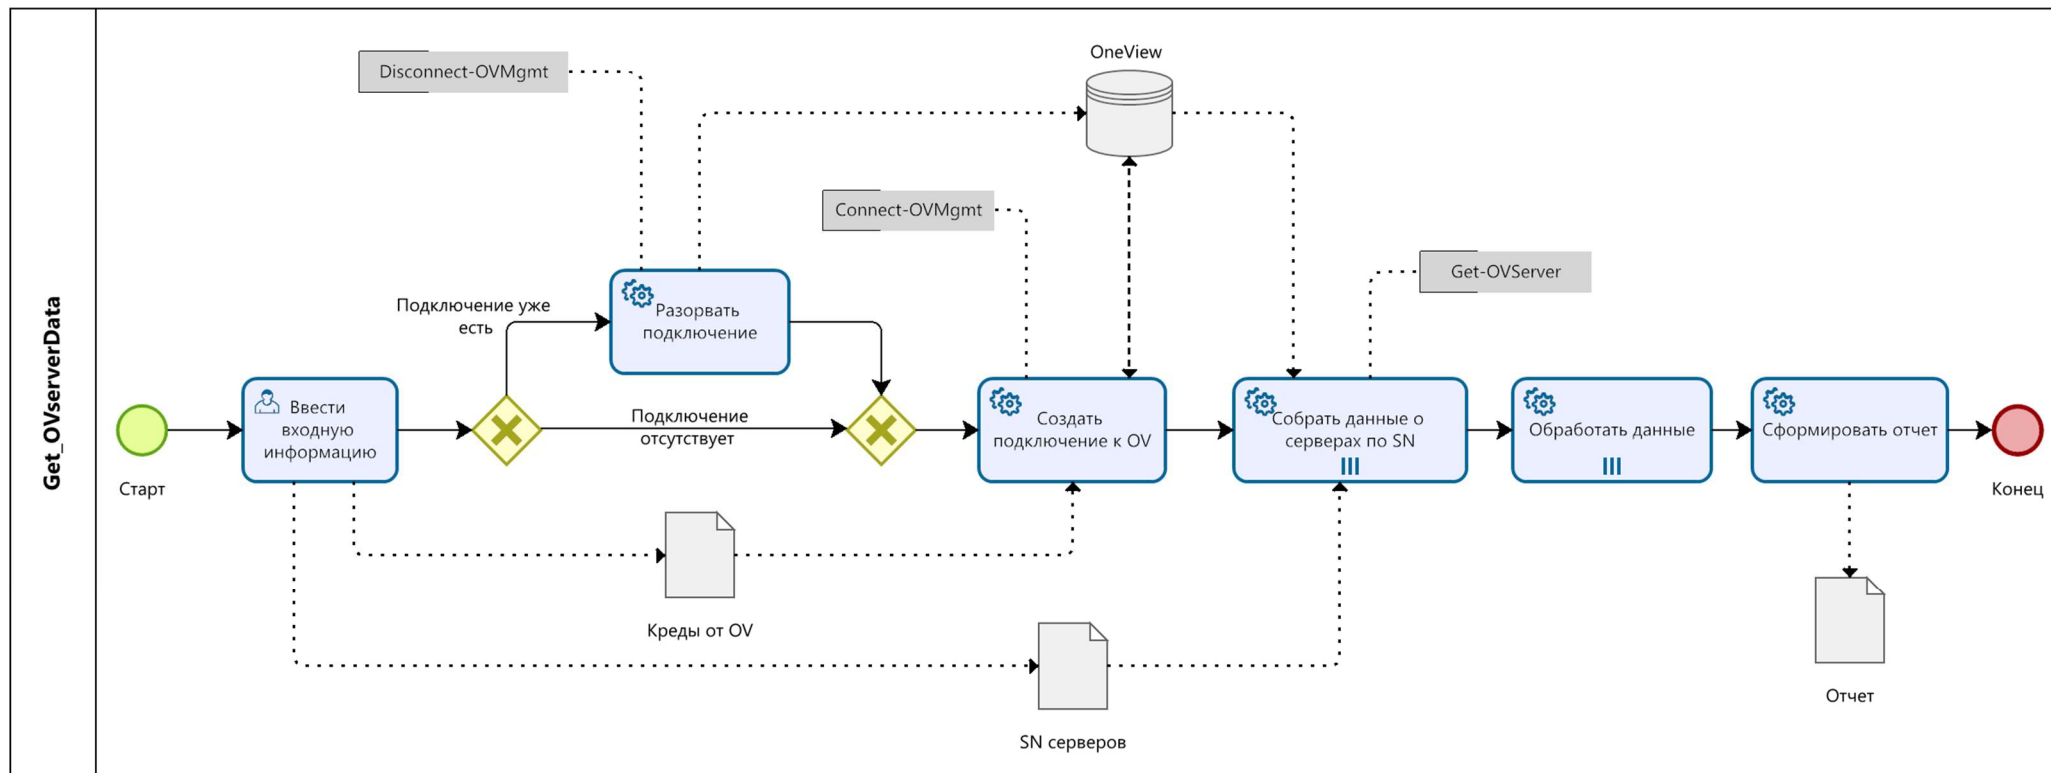 Get_OVserverData
OneView
Disconnect-OVMgmt
Connect-OVMgmt
Get-OVServer
Подключение уже
есть
Разорвать
подключение
Ввести
входную
информацию
Подключение
отсутствует
Создать
подключение к OV
Собрать данные о
серверах по SN
Обработать данные
Сформировать отчет
Старт
Конец
Креды от OV
SN серверов
Отчет